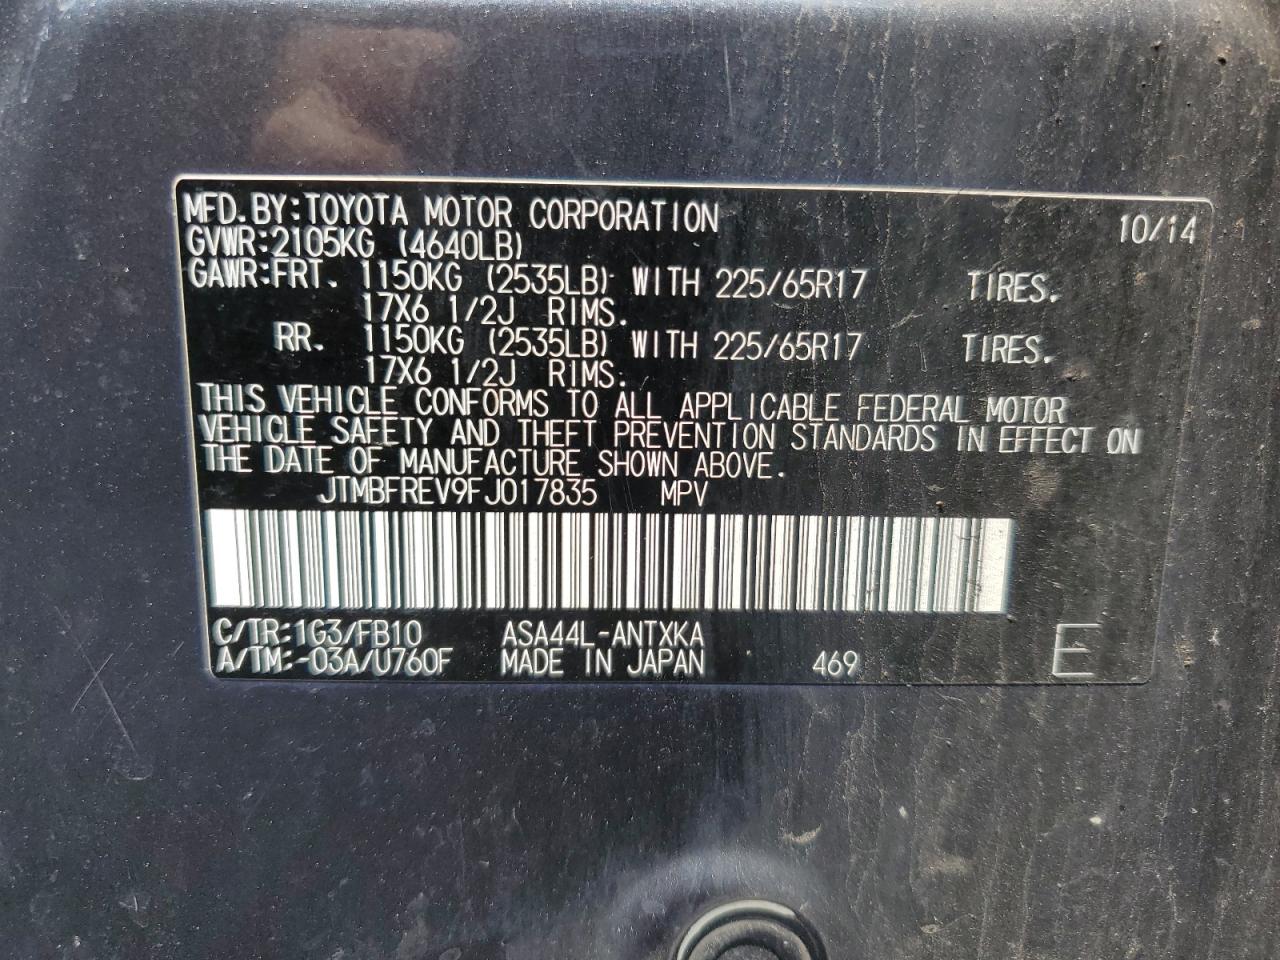 MFD.BY:TOYOTA MOTOR CORPORATION 10/14
GVWR:2105KG (4640LB)
GAWR:FRT. 1150KG (2535LB) WITH 225/65R17 TIRES.
17X6 1/2J RIMS.
RR. 1150KG (2535LB) WITH 225/65R17 TIRES.
17X6 1/2J RIMS.
THIS VEHICLE CONFORMS TO ALL APPLICABLE FEDERAL MOTOR
VEHICLE SAFETY AND THEFT PREVENTION STANDARDS IN EFFECT ON
THE DATE OF MANUFACTURE SHOWN ABOVE.
JTMBFREV9FJ017835 MPV
C/TR:1G3/FB10 ASA44L-ANTXKA
A/TM:-03A/U760F MADE IN JAPAN 469 E